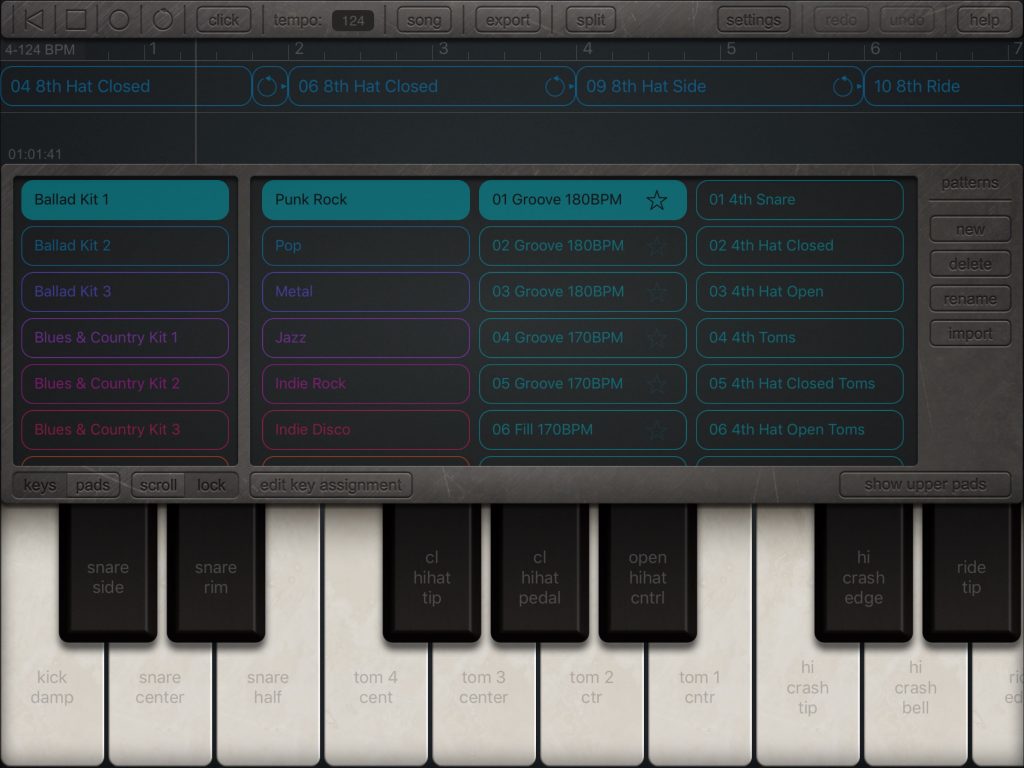 click tempo: 124 song export split settings redo undo help
4-124 BPM 1 2 3 4 5 6 7
04 8th Hat Closed 06 8th Hat Closed 09 8th Hat Side 10 8th Ride
01:01:41
Ballad Kit 1 Punk Rock 01 Groove 180BPM 01 4th Snare patterns
Ballad Kit 2 Pop 02 Groove 180BPM 02 4th Hat Closed new
delete
Ballad Kit 3 Metal 03 Groove 180BPM 03 4th Hat Open rename
Blues & Country Kit 1 Jazz 04 Groove 170BPM 04 4th Toms import
Blues & Country Kit 2 Indie Rock 05 Groove 170BPM 05 4th Hat Closed Toms
Blues & Country Kit 3 Indie Disco 06 Fill 170BPM 06 4th Hat Open Toms
keys pads scroll lock edit key assignment show upper pads
snare side
snare rim
cl hihat tip
cl hihat pedal
open hihat cntrl
hi crash edge
ride tip
kick damp
snare center
snare half
tom 4 cent
tom 3 center
tom 2 ctr
tom 1 cntr
hi crash tip
hi crash bell